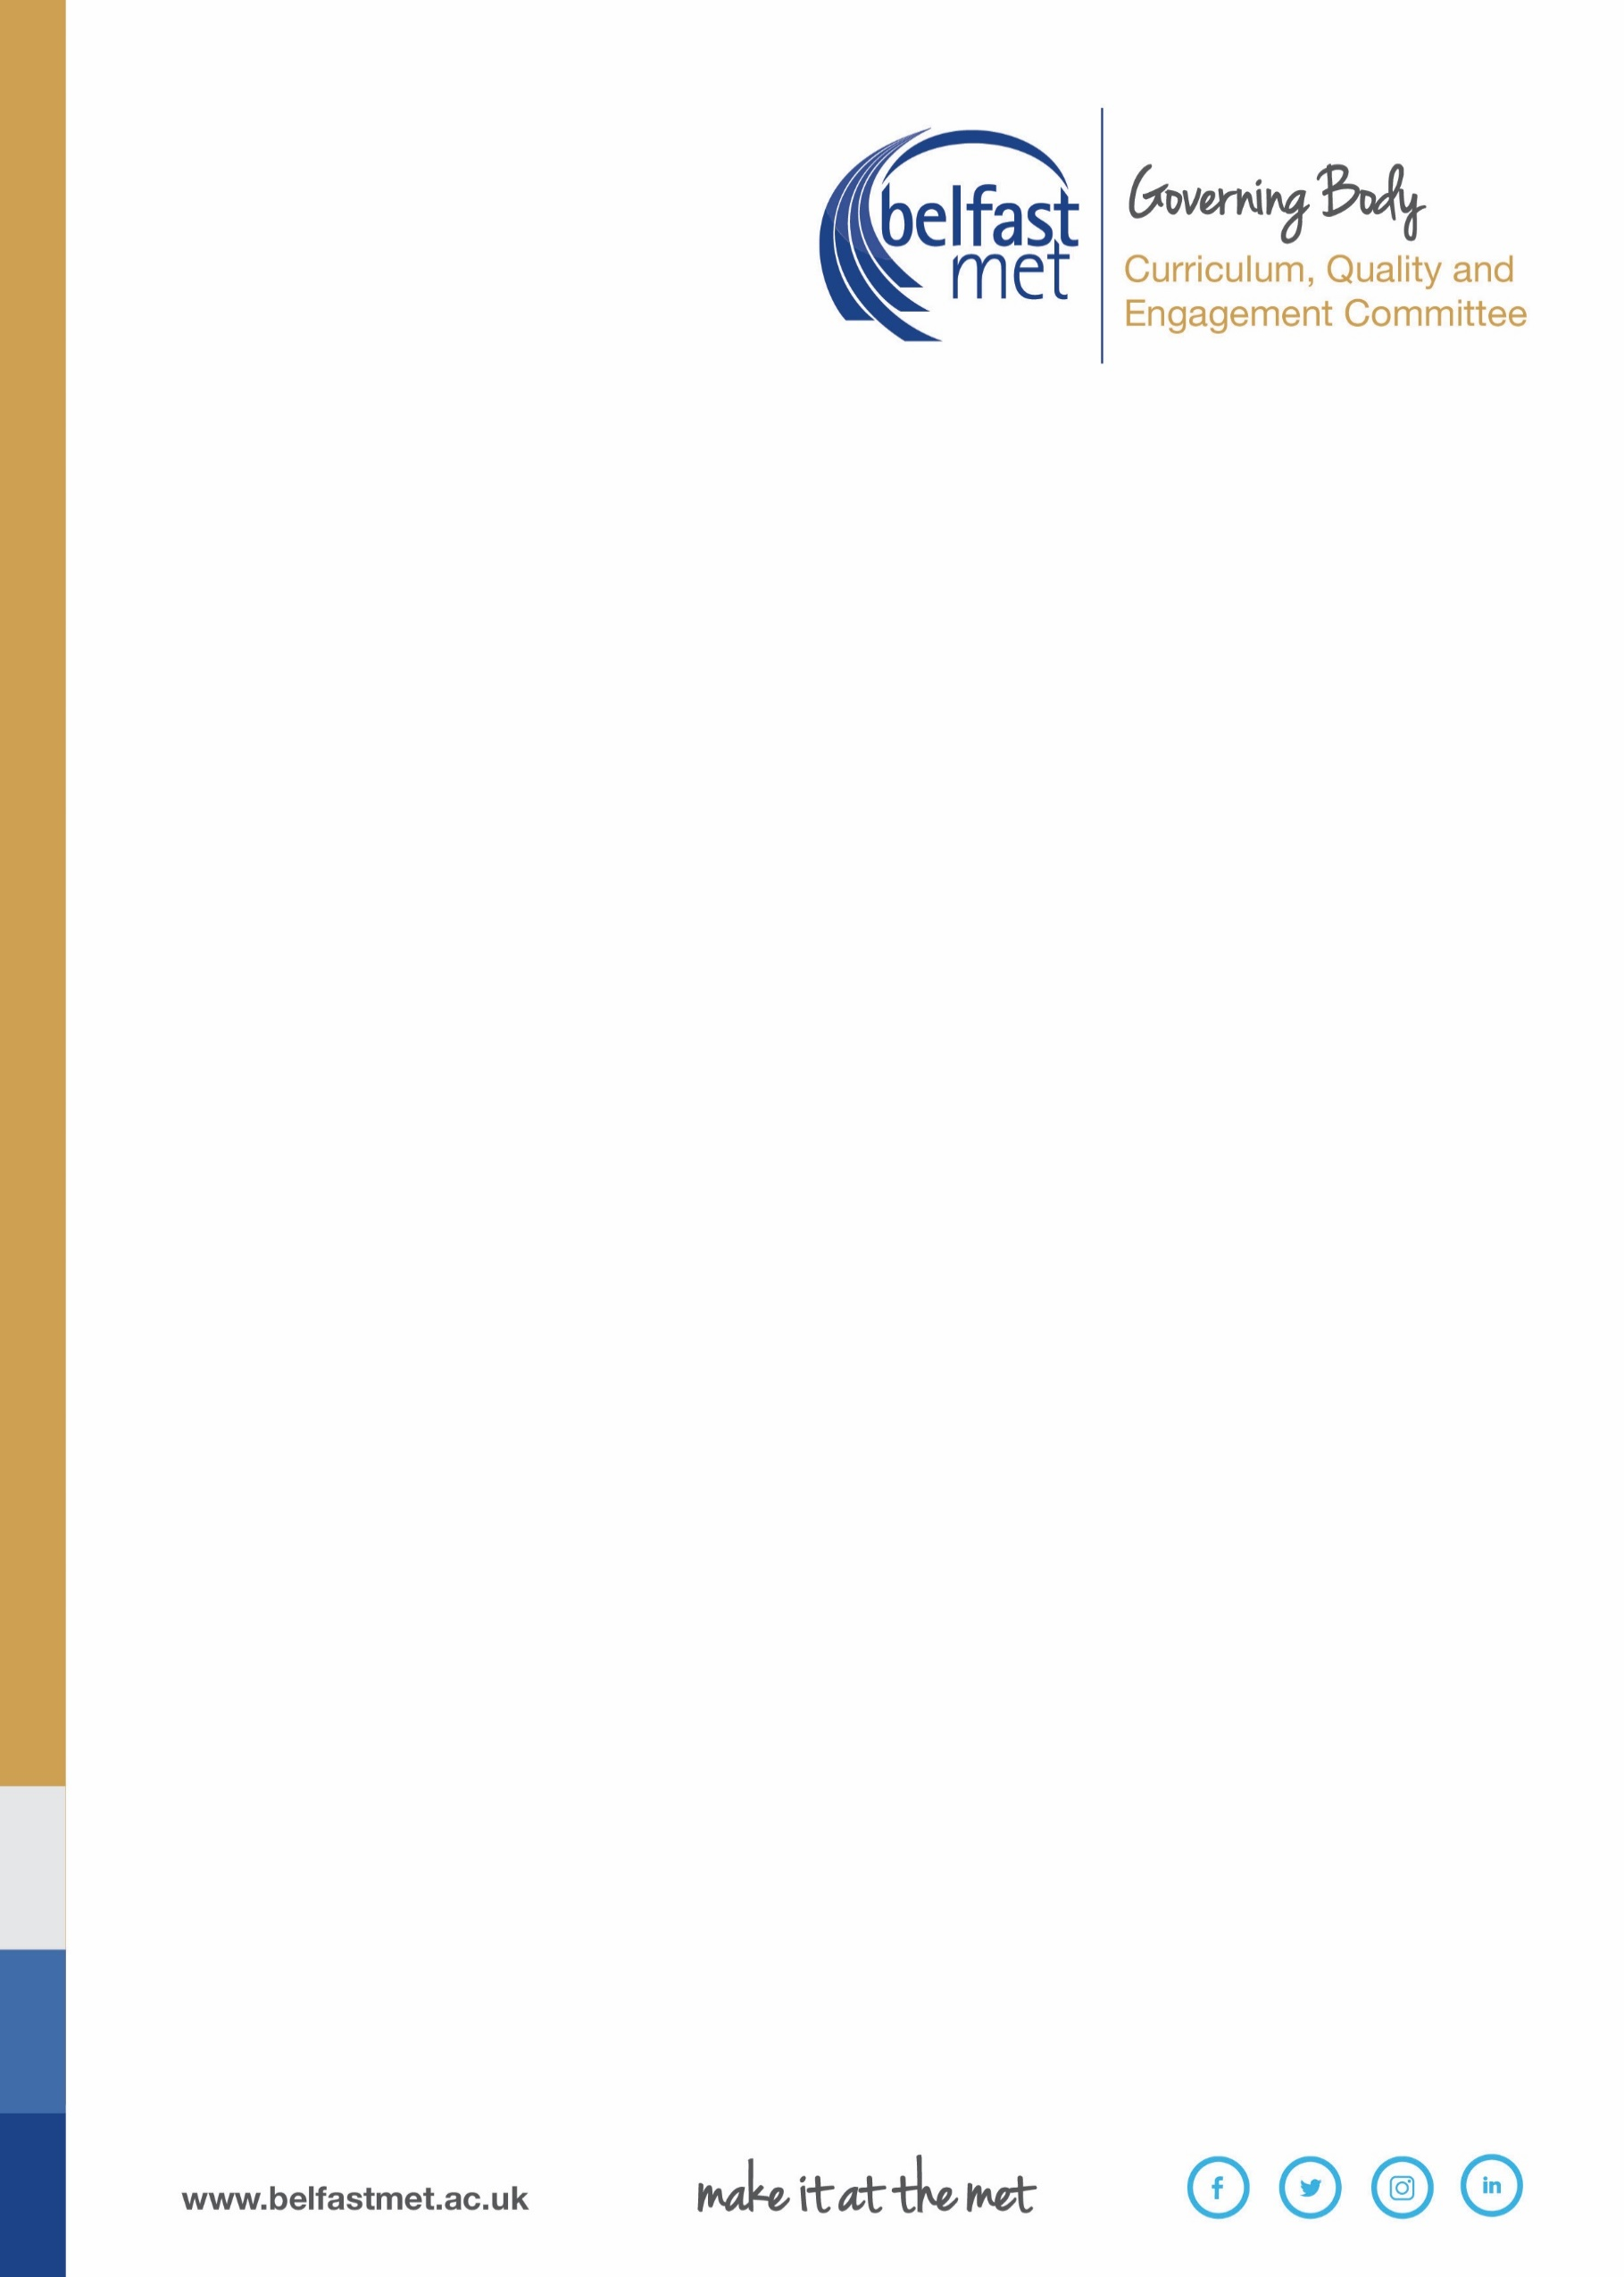 belfast
met
Governing Body
Curriculum, Quality and
Engagement Committee
www.belfastmet.ac.uk
make it at the met
f
in